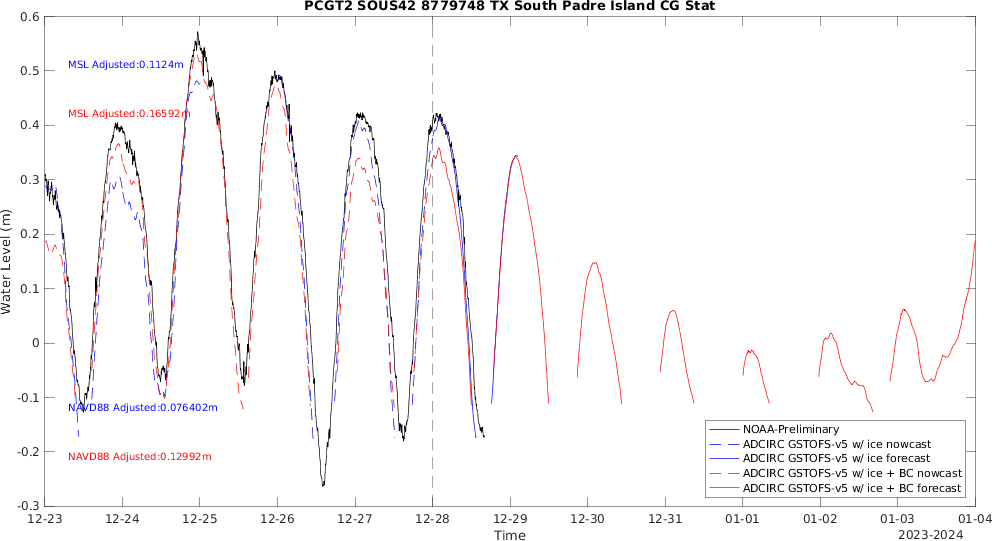 PCGT2 SOUS42 8779748 TX South Padre Island CG Stat
0.6
0.5
0.4
0.3
0.2
0.1
0
-0.1
-0.2
-0.3
Water Level (m)
MSL Adjusted:0.1124m
MSL Adjusted:0.16592m
NAVD88 Adjusted:0.076402m
NAVD88 Adjusted:0.12992m
NOAA-Preliminary
ADCIRC GSTOFS-v5 w/ ice nowcast
ADCIRC GSTOFS-v5 w/ ice forecast
ADCIRC GSTOFS-v5 w/ ice + BC nowcast
ADCIRC GSTOFS-v5 w/ ice + BC forecast
12-23 12-24 12-25 12-26 12-27 12-28 12-29 12-30 12-31 01-01 01-02 01-03 01-04
Time
2023-2024